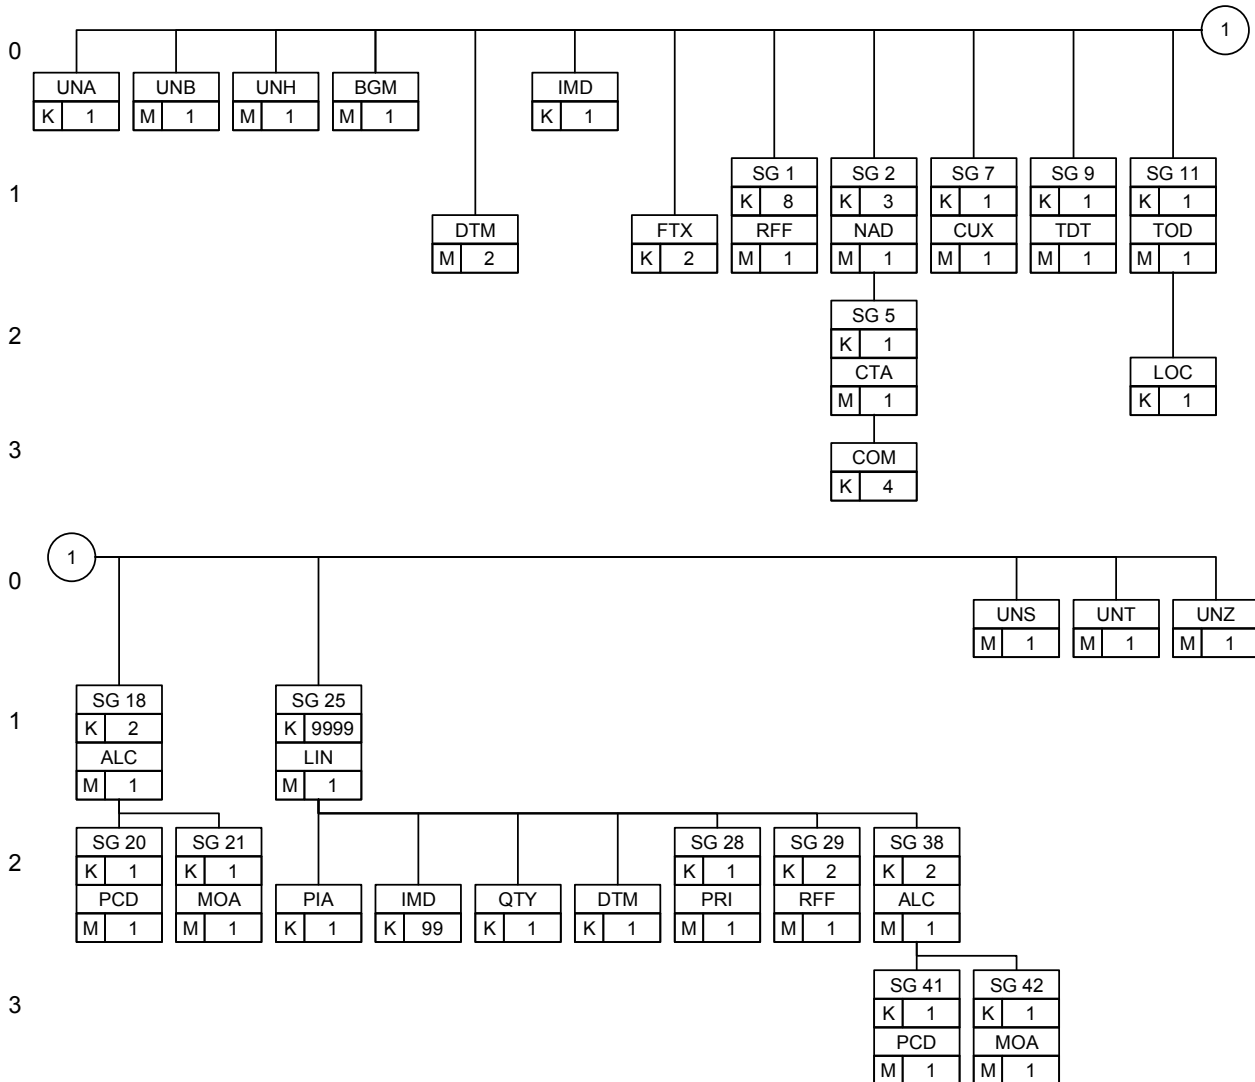 0
1
UNA
K 1
UNB
M 1
UNH
M 1
BGM
M 1
IMD
K 1
1
DTM
M 2
FTX
K 2
SG 1
K 8
RFF
M 1
SG 2
K 3
NAD
M 1
SG 7
K 1
CUX
M 1
SG 9
K 1
TDT
M 1
SG 11
K 1
TOD
M 1
2
SG 5
K 1
CTA
M 1
LOC
K 1
3
COM
K 4
1
0
UNS
M 1
UNT
M 1
UNZ
M 1
1
SG 18
K 2
ALC
M 1
SG 25
K 9999
LIN
M 1
2
SG 20
K 1
PCD
M 1
SG 21
K 1
MOA
M 1
PIA
K 1
IMD
K 99
QTY
K 1
DTM
K 1
SG 28
K 1
PRI
M 1
SG 29
K 2
RFF
M 1
SG 38
K 2
ALC
M 1
3
SG 41
K 1
PCD
M 1
SG 42
K 1
MOA
M 1